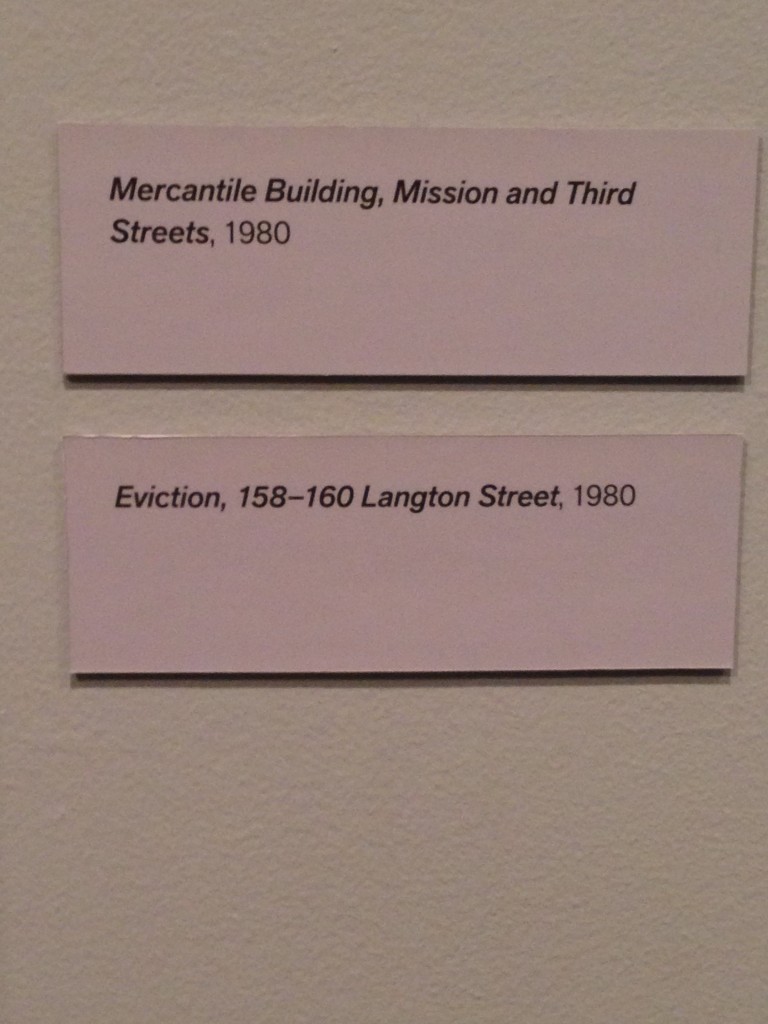 Mercantile Building, Mission and Third
Streets, 1980
Eviction, 158–160 Langton Street, 1980